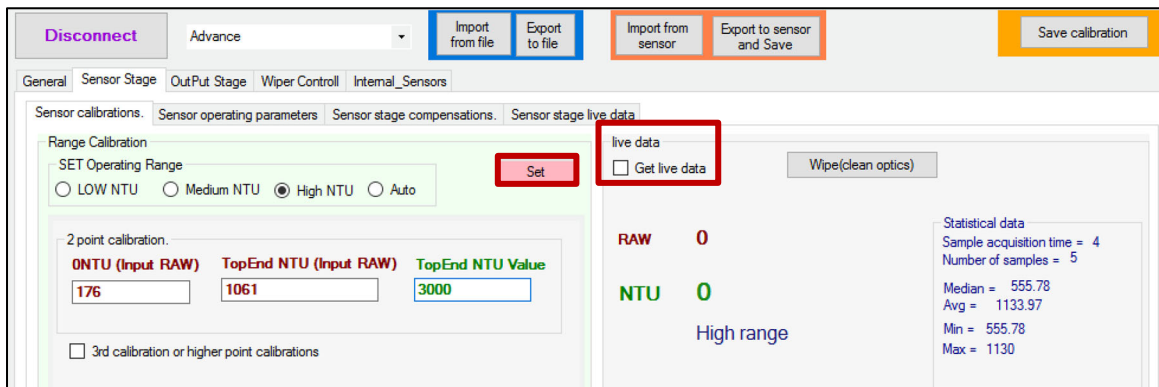 Disconnect
Advance
Import from file
Export to file
Import from sensor
Export to sensor and Save
Save calibration
General
Sensor Stage
OutPut Stage
Wiper Controll
Internal_Sensors
Sensor calibrations.
Sensor operating parameters
Sensor stage compensations.
Sensor stage live data
Range Calibration
SET Operating Range
LOW NTU
Medium NTU
High NTU
Auto
Set
2 point calibration.
0NTU (Input RAW)
TopEnd NTU (Input RAW)
TopEnd NTU Value
176
1061
3000
3rd calibration or higher point calibrations
live data
Get live data
Wipe(clean optics)
RAW 0
NTU 0
High range
Statistical data
Sample acquisition time = 4
Number of samples = 5
Median = 555.78
Avg = 1133.97
Min = 555.78
Max = 1130